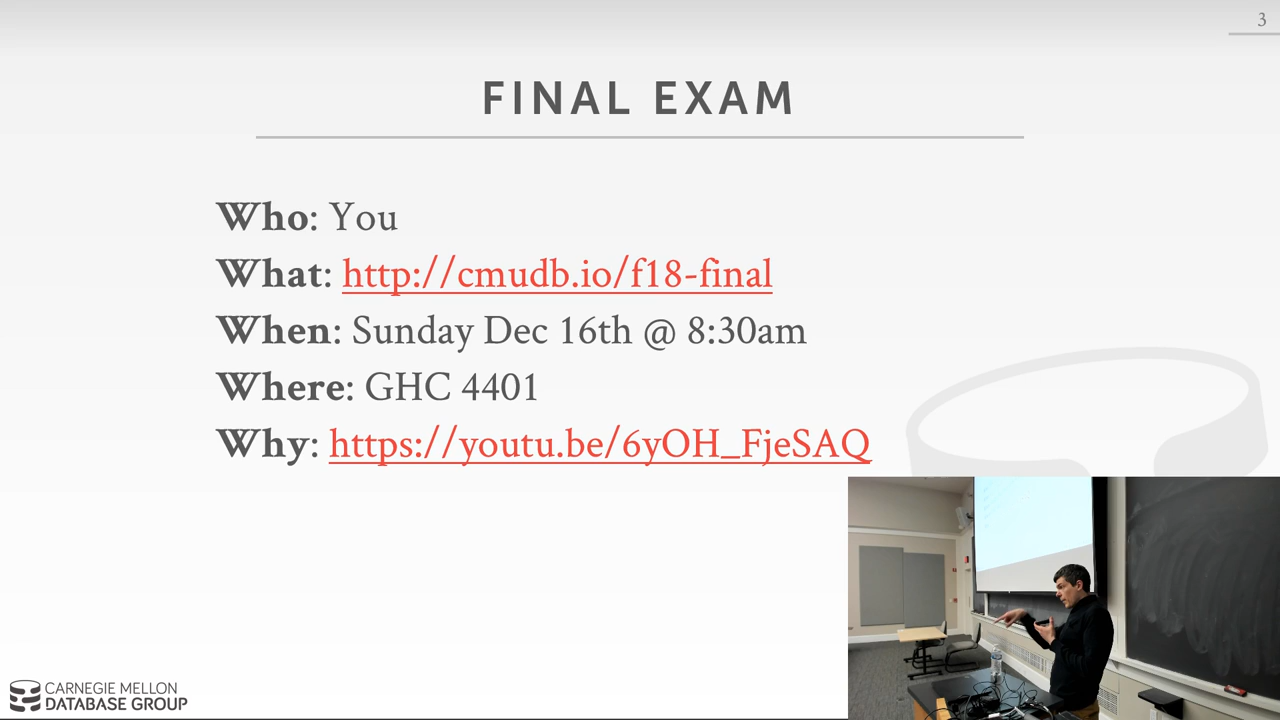 3
FINAL EXAM
Who: You
What: http://cmudb.io/f18-final
When: Sunday Dec 16th @ 8:30am
Where: GHC 4401
Why: https://youtu.be/6yOH_FjeSAQ
CARNEGIE MELLON
DATABASE GROUP